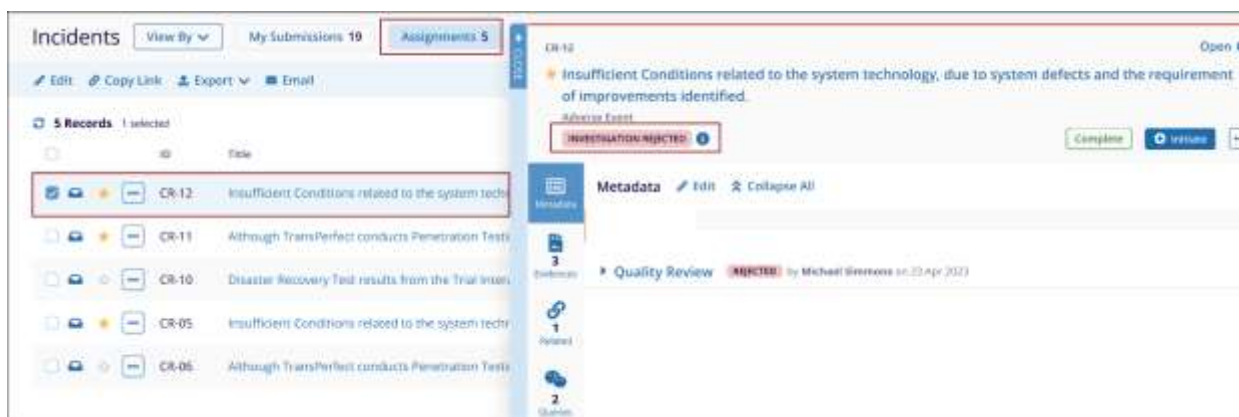 Incidents View By My Submissions 19 Assignments 5
Edit Copy Link Export Email
5 Records 1 selected
ID Title
CR-12 Insufficient Conditions related to the system techn
CR-11 Although TransPerfect conducts Penetration Testi
CR-10 Disaster Recovery Test results from the Trial
CR-05 Insufficient Conditions related to the system techn
CR-06 Although TransPerfect conducts Penetration Testi
CLOSE
CR-12 Open
Insufficient Conditions related to the system technology, due to system defects and the requirement
of improvements identified.
Adverse Event
INVESTIGATION REJECTED
Complete Initiate
Metadata
Metadata Edit Collapse All
3
Evidences
Quality Review REJECTED by Michael Simmons on 23 Apr 2023
1
Related
2
Queries